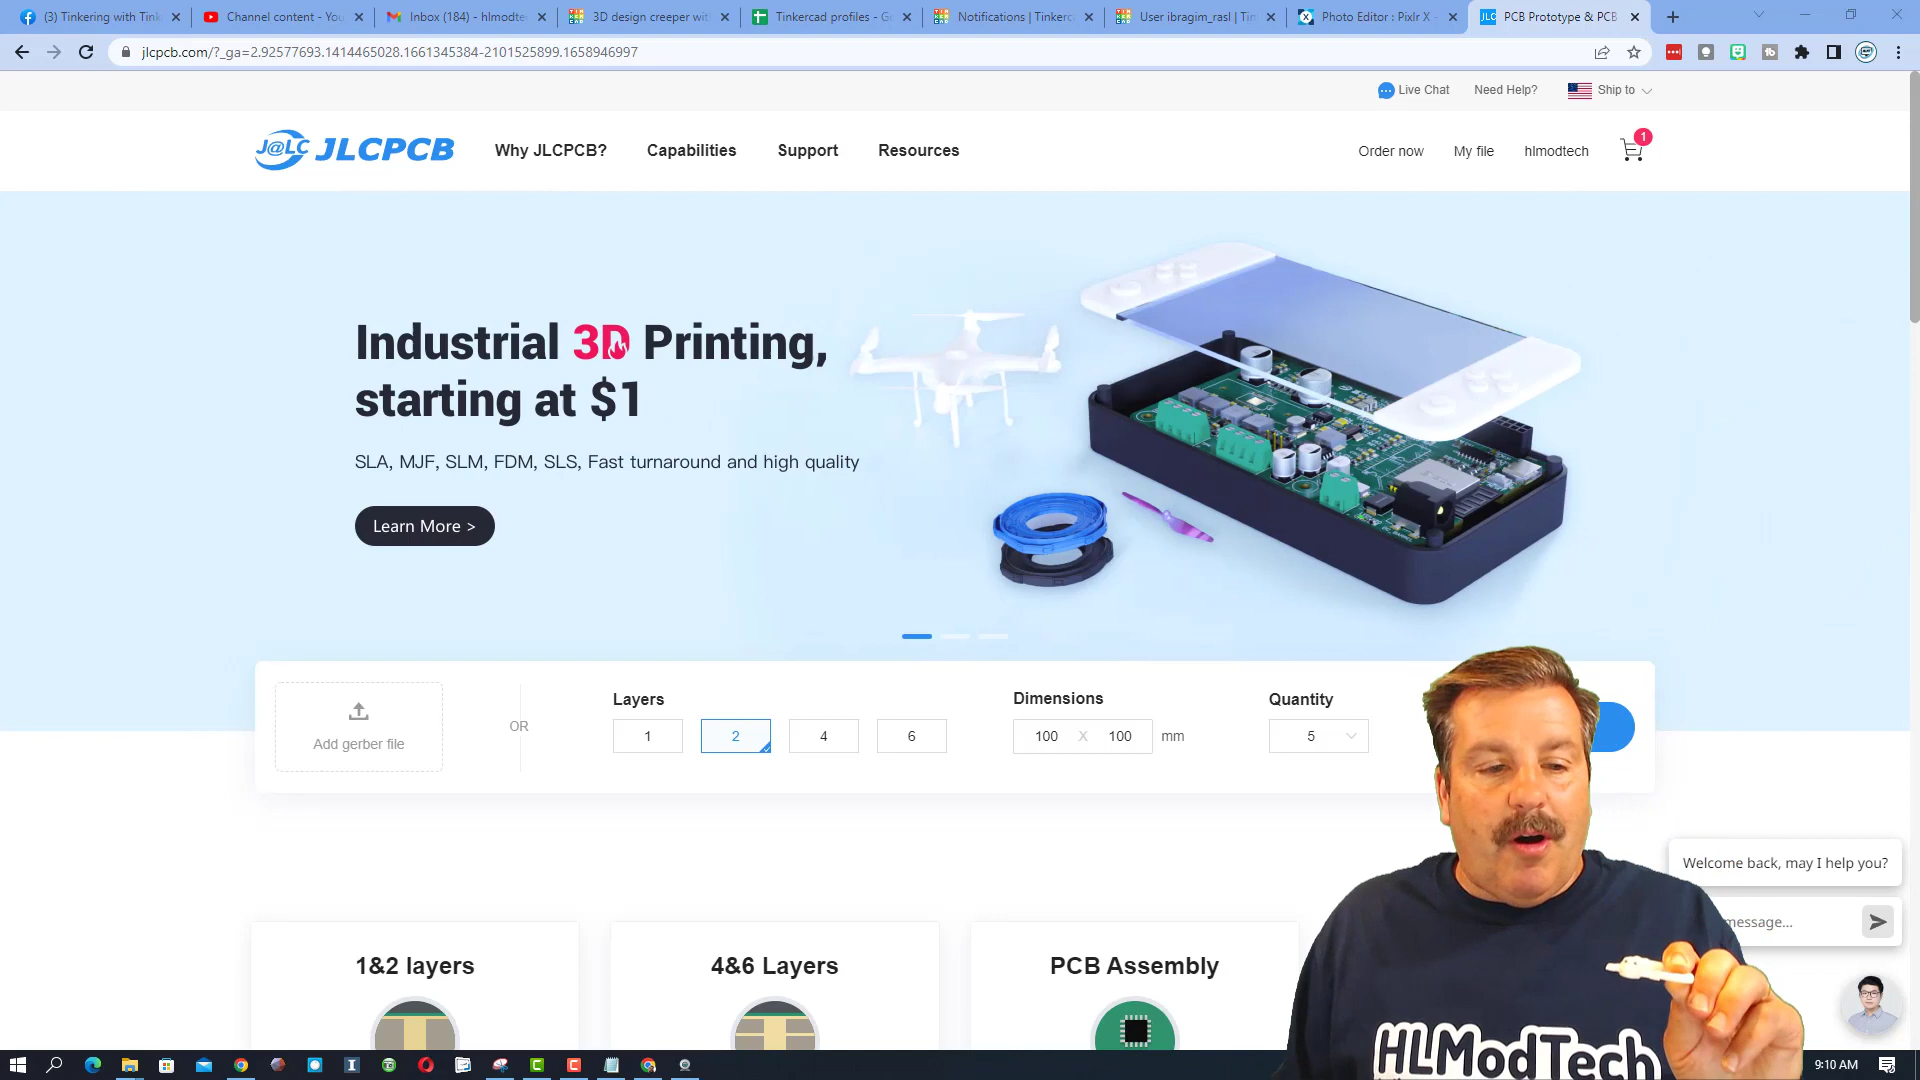 (3) Tinkering with Tink
Channel content - You
Inbox (184) - hlmodte
3D design creeper wit
Tinkercad profiles - Go
Notifications | Tinkerc
User ibragim_rasl | Tin
Photo Editor : Pixlr X -
PCB Prototype & PCB
jlcpcb.com/?_ga=2.92577693.1414465028.1661345384-2101525899.1658946997
Live Chat
Need Help?
Ship to
J@LC JLCPCB
Why JLCPCB?
Capabilities
Support
Resources
Order now
My file
hlmodtech
1
Industrial 3D Printing,
starting at $1
SLA, MJF, SLM, FDM, SLS, Fast turnaround and high quality
Learn More >
Add gerber file
OR
Layers
1
2
4
6
Dimensions
100 X 100 mm
Quantity
5
Welcome back, may I help you?
message...
1&2 layers
4&6 Layers
PCB Assembly
HLModTech
9:10 AM